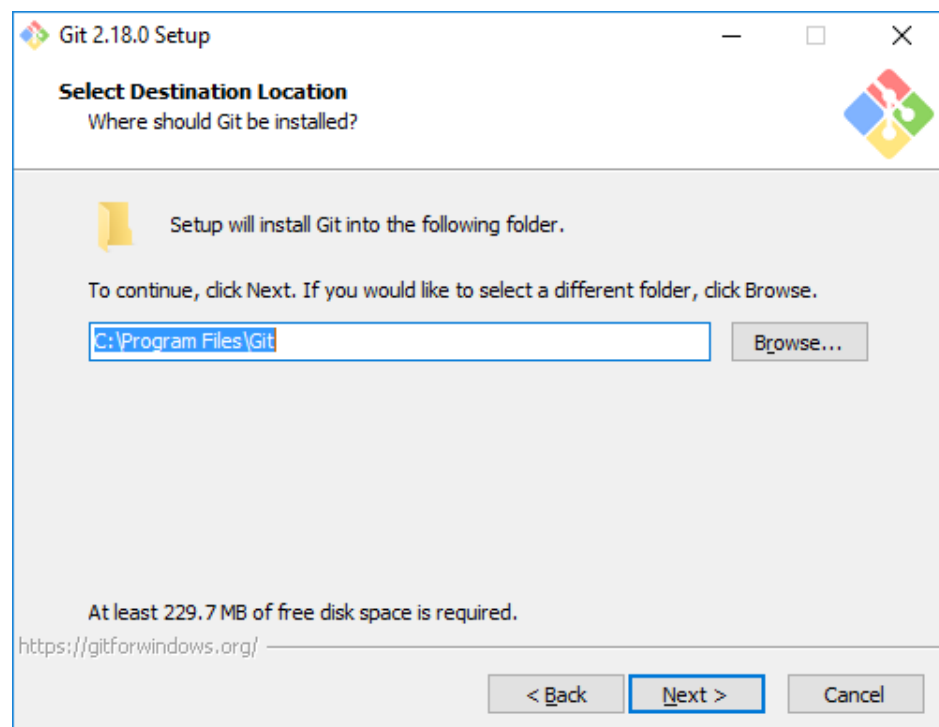 Git 2.18.0 Setup
Select Destination Location
Where should Git be installed?
Setup will install Git into the following folder.
To continue, click Next. If you would like to select a different folder, click Browse.
C:\Program Files\Git
Browse...
At least 229.7 MB of free disk space is required.
https://gitforwindows.org/
< Back
Next >
Cancel